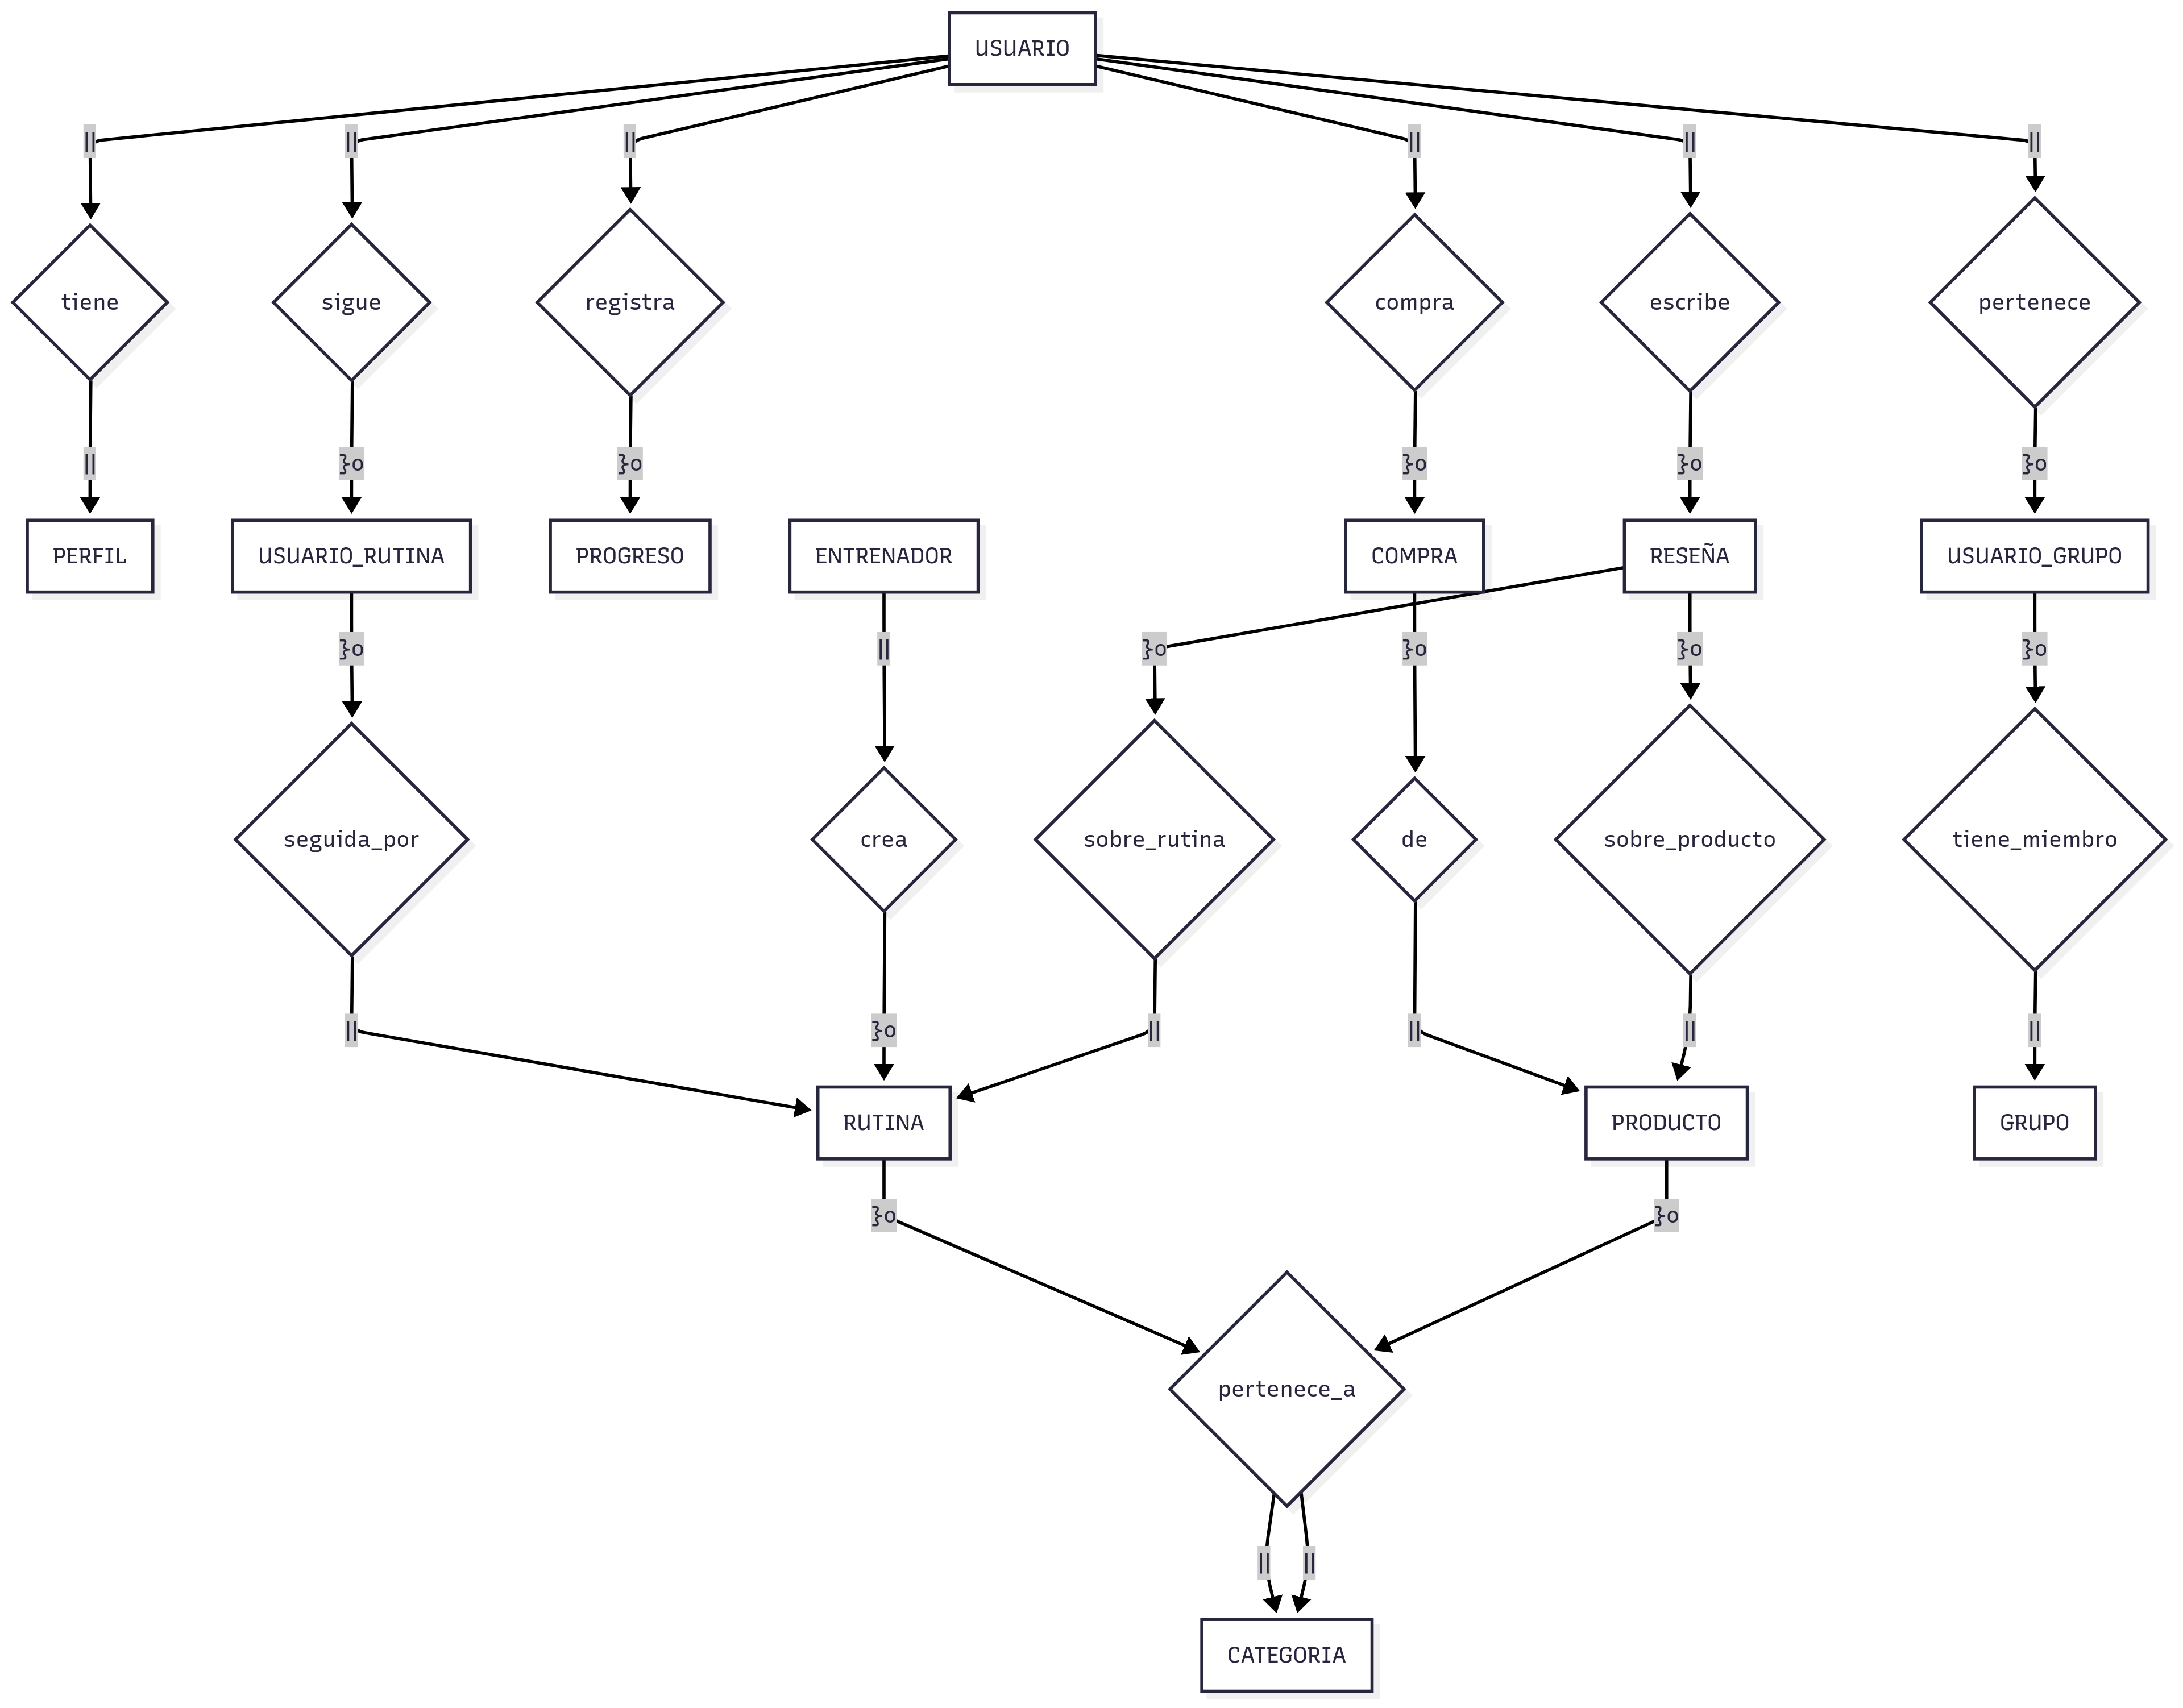 USUARIO
||
||
||
||
||
||
tiene
sigue
registra
compra
escribe
pertenece
||
}o
}o
}o
}o
}o
PERFIL
USUARIO_RUTINA
PROGRESO
ENTRENADOR
COMPRA
RESEÑA
USUARIO_GRUPO
}o
||
}o
}o
}o
}o
seguida_por
crea
sobre_rutina
de
sobre_producto
tiene_miembro
||
}o
||
||
||
||
RUTINA
PRODUCTO
GRUPO
}o
}o
pertenece_a
||
||
CATEGORIA